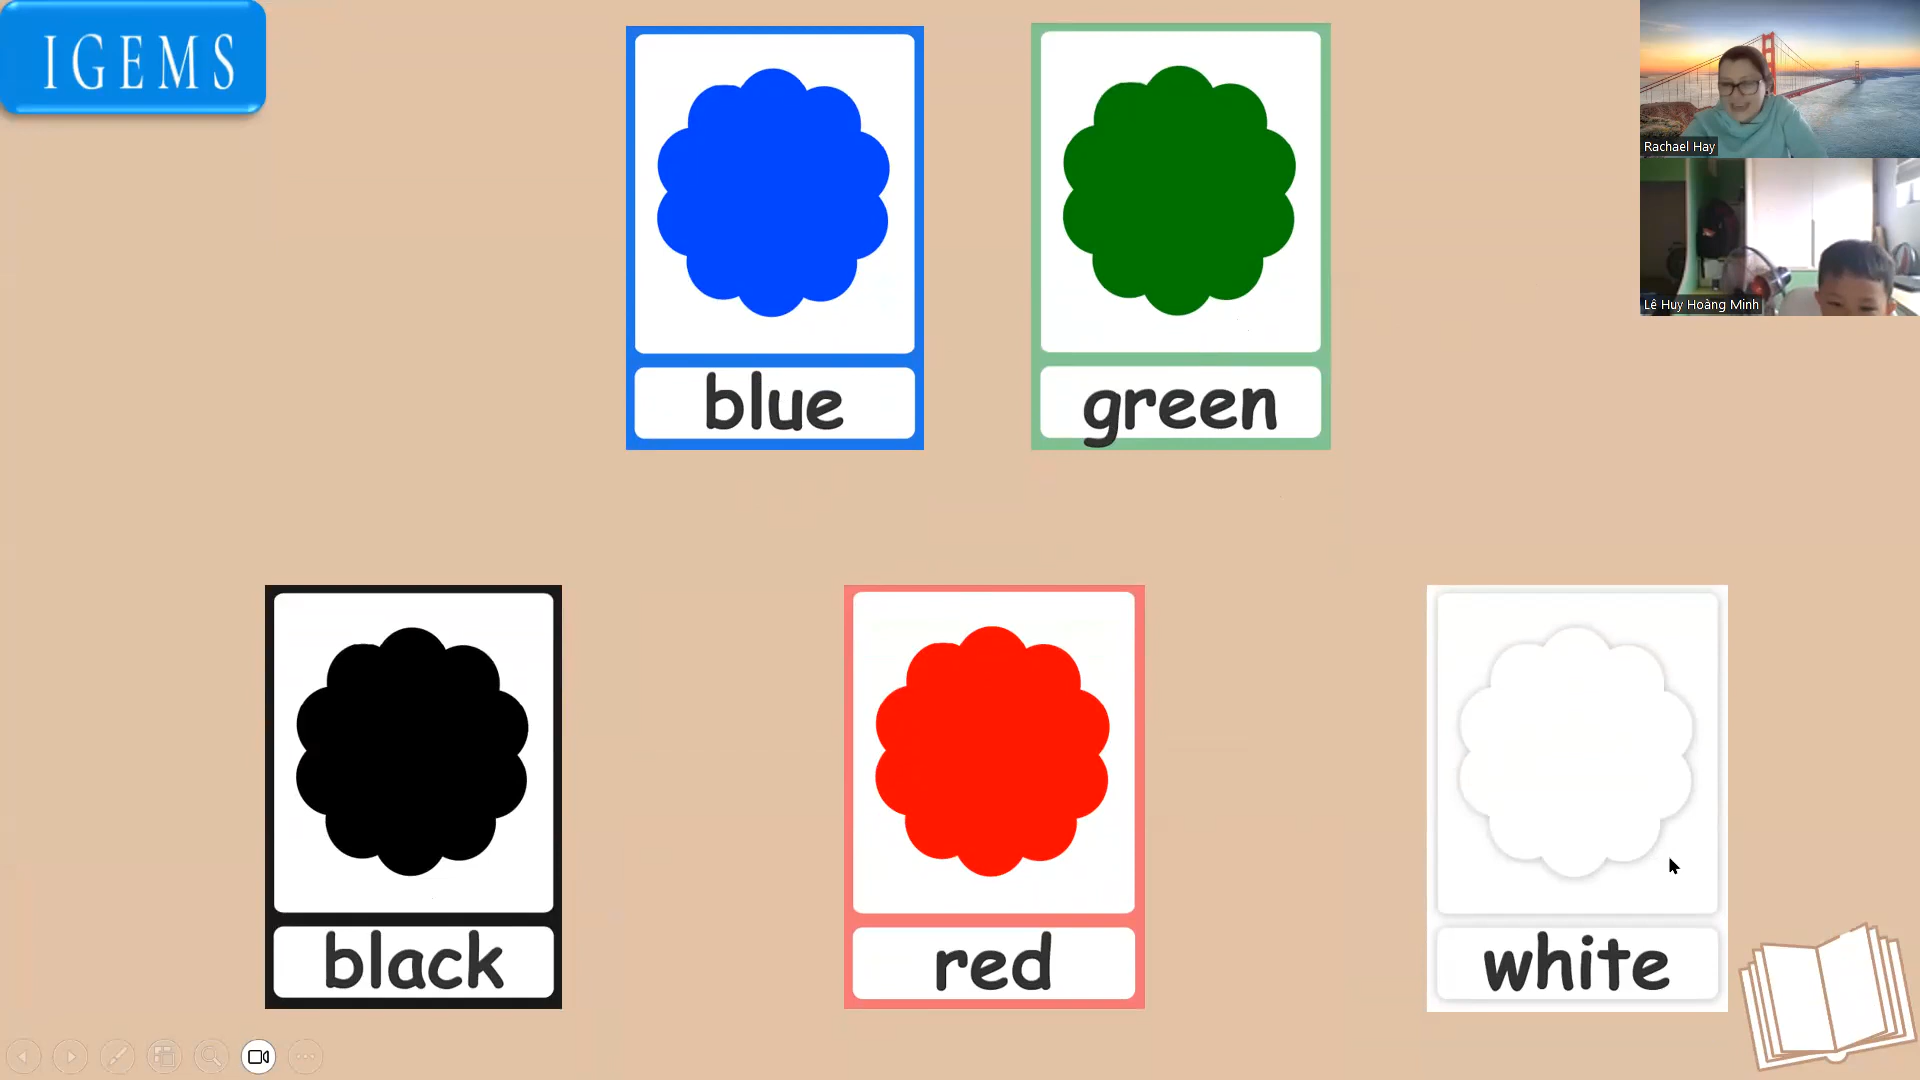 IGEMS
blue
green
Rachael Hay
Lê Huy Hoàng Minh
black
red
white